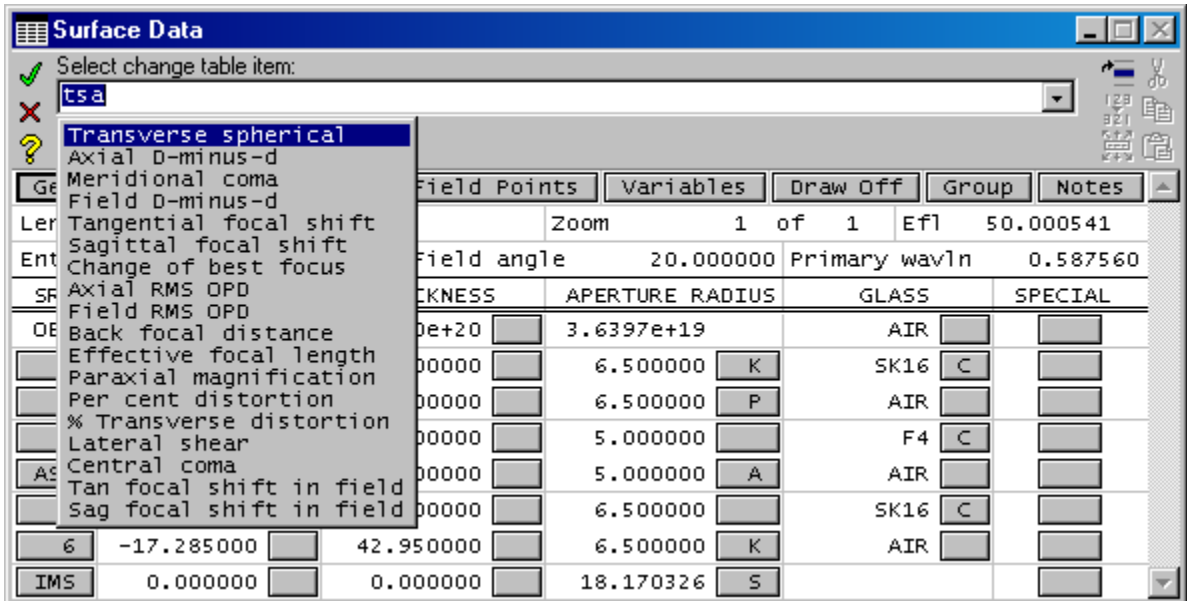 Surface Data
Select change table item:
tsa
Transverse spherical
Axial D-minus-d
Meridional coma
Field D-minus-d
Tangential focal shift
Sagittal focal shift
Change of best focus
Axial RMS OPD
Field RMS OPD
Back focal distance
Effective focal length
Paraxial magnification
Per cent distortion
% Transverse distortion
Lateral shear
Central coma
Tan focal shift in field
Sag focal shift in field
Field Points Variables Draw Off Group Notes
Zoom 1 of 1 Efl 50.000541
Field angle 20.000000 Primary wavln 0.587560
APERTURE RADIUS GLASS SPECIAL
3.6397e+19 AIR
6.500000 K SK16 C
6.500000 P AIR
5.000000 F4 C
5.000000 A AIR
6.500000 SK16 C
6 -17.285000 42.950000 6.500000 K AIR
IMS 0.000000 0.000000 18.170326 S